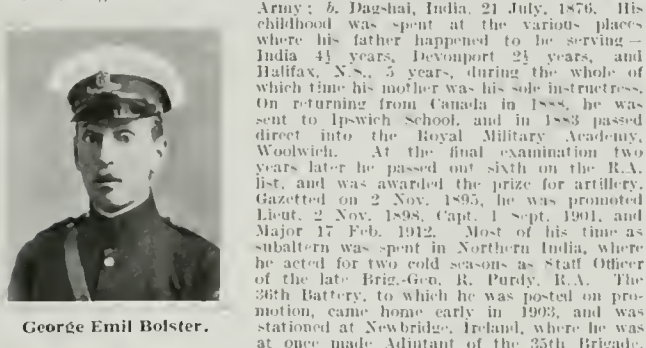 Army; b. Dagshai, India, 21 July, 1876. His
childhood was spent at the various places
where his father happened to be serving—
India 4½ years, Devonport 2½ years, and
Halifax, N.S., 5 years, during the whole of
which time his mother was his sole instructress.
On returning from Canada in 1888, he was
sent to Ipswich School, and in 1883 passed
direct into the Royal Military Academy,
Woolwich. At the final examination two
years later he passed out sixth on the R.A.
list, and was awarded the prize for artillery.
Gazetted on 2 Nov. 1895, he was promoted
Lieut. 2 Nov. 1898, Capt. 1 Sept. 1901, and
Major 17 Feb. 1912. Most of his time as
subaltern was spent in Northern India, where
he acted for two cold seasons as Staff Officer
of the late Brig.-Gen. R. Purdy, R.A. The
36th Battery, to which he was posted on pro-
motion, came home early in 1903, and was
stationed at Newbridge, Ireland, where he was
at once made Adjutant of the 35th Brigade,
George Emil Bolster.